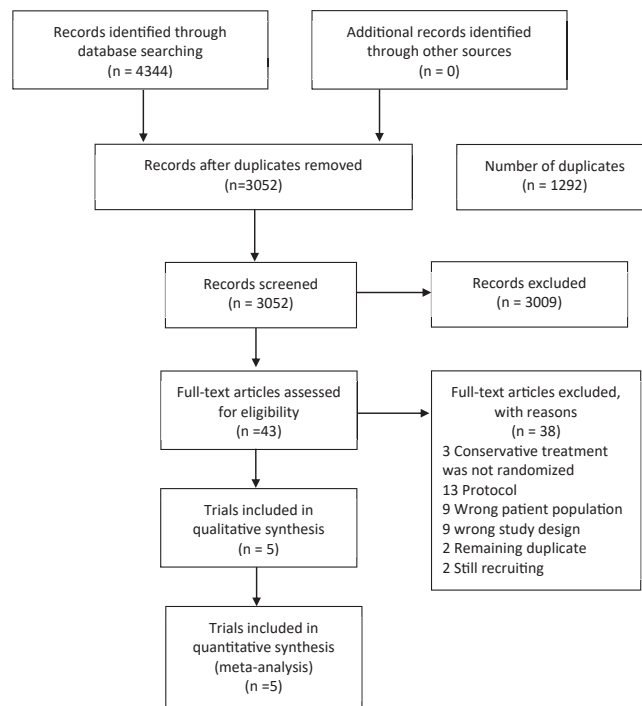 Records identified through
database searching
(n = 4344)
Additional records identified
through other sources
(n = 0)
Records after duplicates removed
(n=3052)
Number of duplicates
(n = 1292)
Records screened
(n = 3052)
Records excluded
(n = 3009)
Full-text articles assessed
for eligibility
(n =43)
Full-text articles excluded,
with reasons
(n = 38)
3 Conservative treatment
was not randomized
13 Protocol
9 Wrong patient population
9 wrong study design
2 Remaining duplicate
2 Still recruiting
Trials included in
qualitative synthesis
(n = 5)
Trials included in
quantitative synthesis
(meta-analysis)
(n =5)